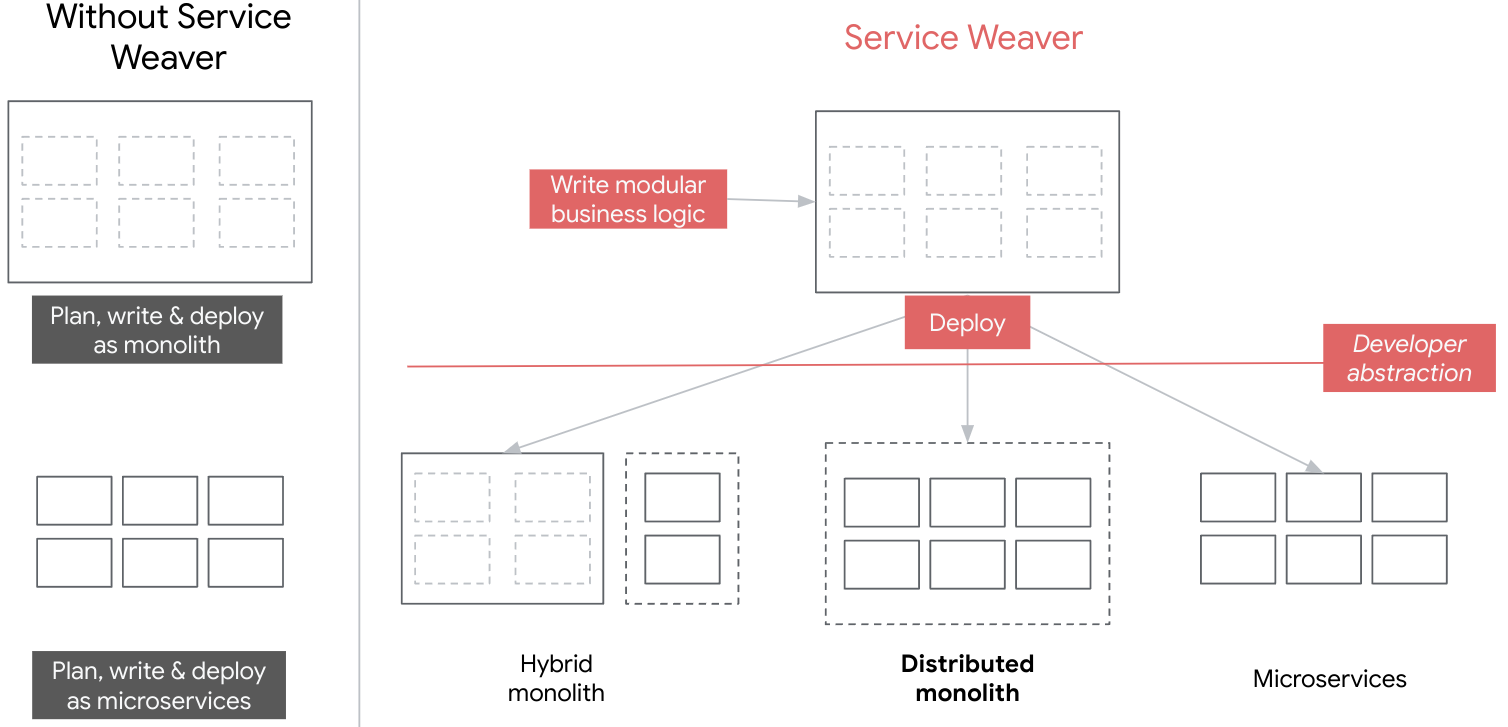 Without Service
Weaver
Plan, write & deploy
as monolith
Plan, write & deploy
as microservices
Service Weaver
Write modular
business logic
Deploy
Developer
abstraction
Hybrid
monolith
Distributed
monolith
Microservices